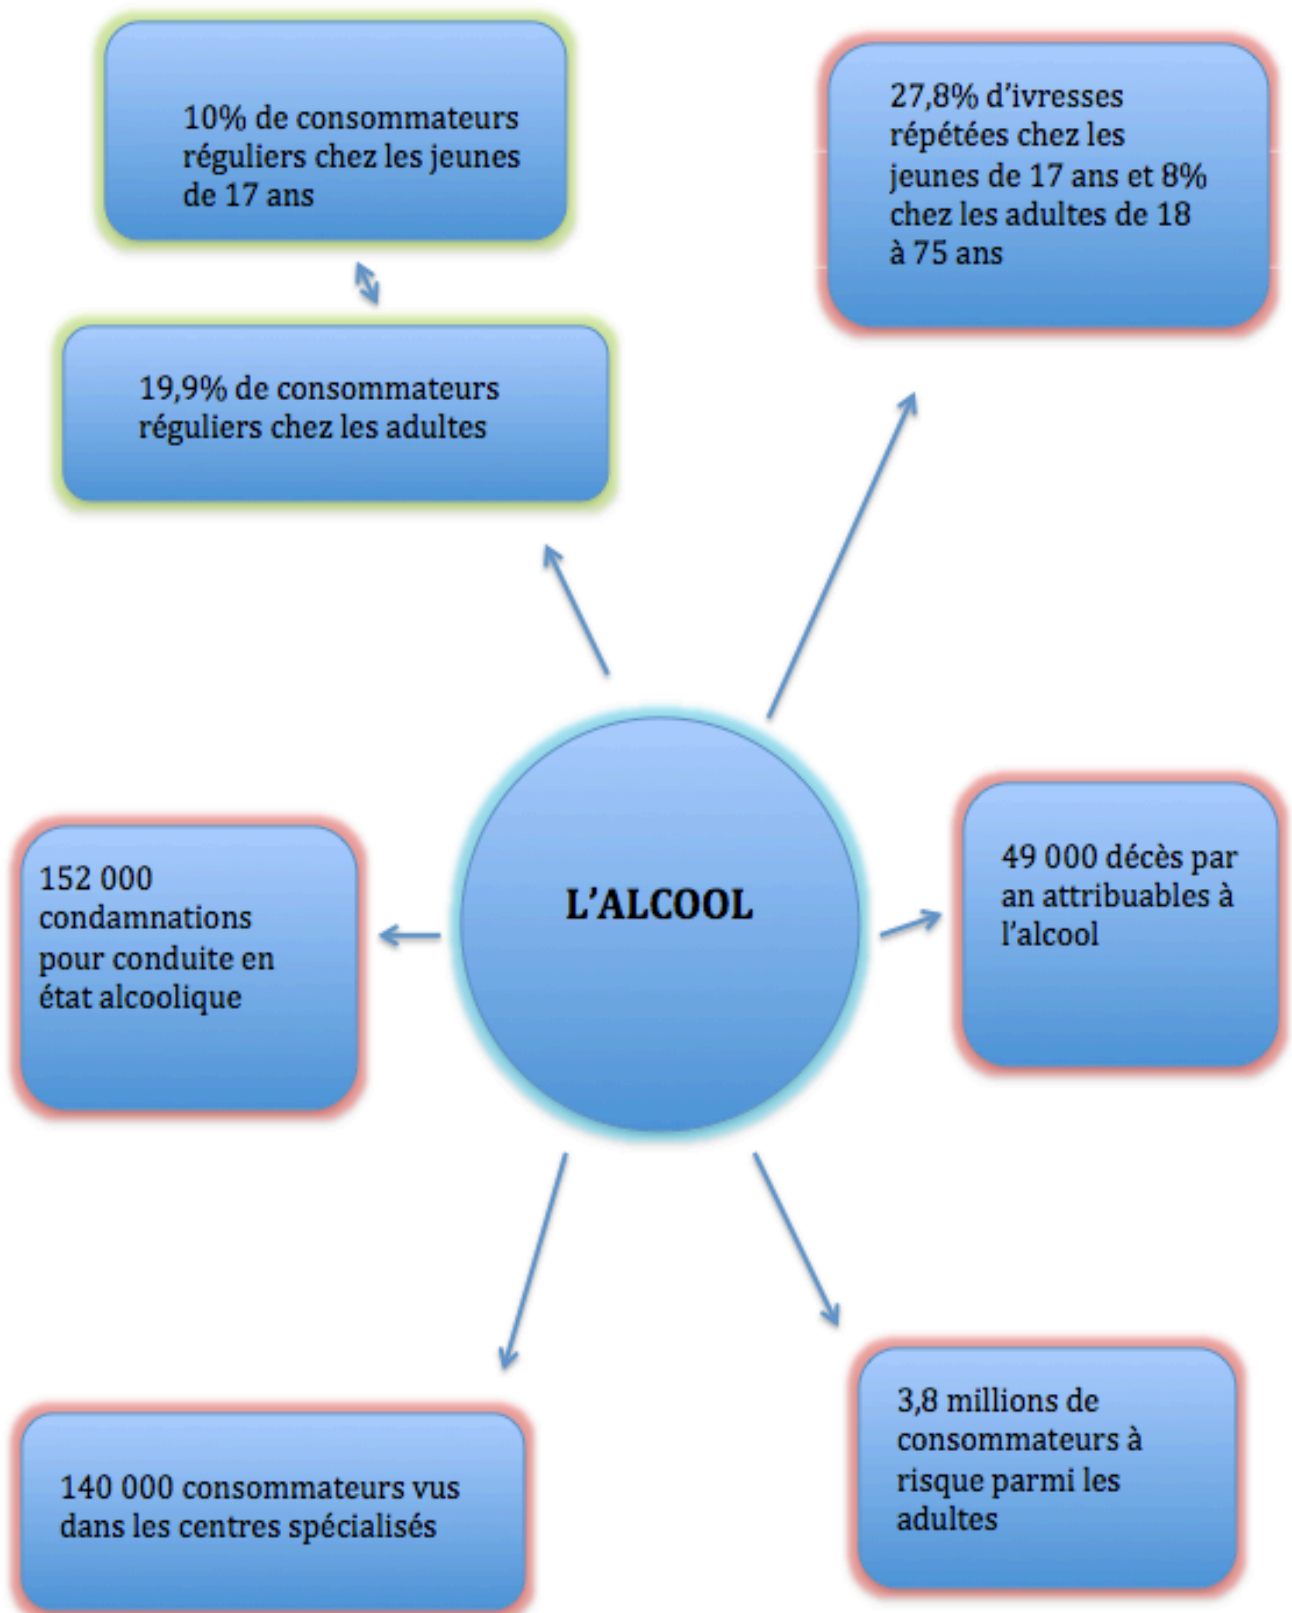 10% de consommateurs
réguliers chez les jeunes
de 17 ans
27,8% d'ivresses
répétées chez les
jeunes de 17 ans et 8%
chez les adultes de 18
à 75 ans
19,9% de consommateurs
réguliers chez les adultes
L'ALCOOL
152 000
condamnations
pour conduite en
état alcoolique
49 000 décès par
an attribuables à
l'alcool
140 000 consommateurs vus
dans les centres spécialisés
3,8 millions de
consommateurs à
risque parmi les
adultes